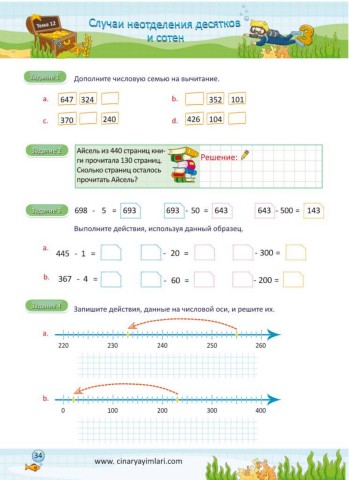 Тема 12
Случаи неотделения десятков
и сотен
Задание 1
Дополните числовую семью на вычитание.
a. 647 324
b. 352 101
c. 370 240
d. 426 104
Задание 2
Айсель из 440 страниц кни-
ги прочитала 130 страниц.
Сколько страниц осталось
прочитать Айсель?
Решение:
Задание 3
698 - 5 = 693 693 - 50 = 643 643 - 500 = 143
Выполните действия, используя данный образец.
a.
445 - 1 = - 20 = - 300 =
b.
367 - 4 = - 60 = - 200 =
Задание 4
Запишите действия, данные на числовой оси, и решите их.
a.
220 230 240 250 260
b.
0 100 200 300 400
34
www. cinaryayimlari.com